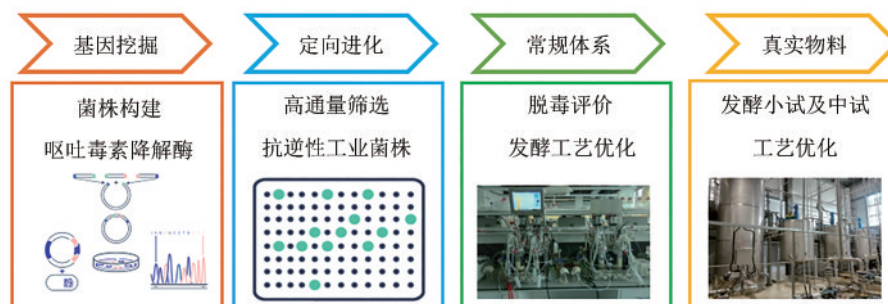 基因挖掘
菌株构建
呕吐毒素降解酶
定向进化
高通量筛选
抗逆性工业菌株
常规体系
脱毒评价
发酵工艺优化
真实物料
发酵小试及中试
工艺优化